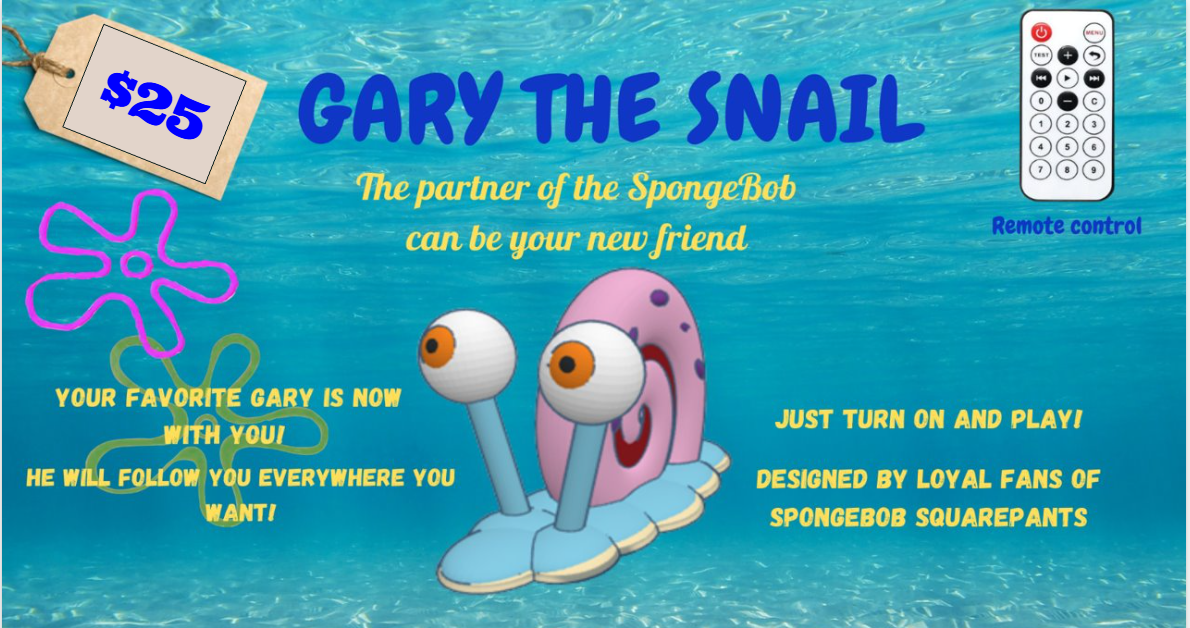 $25
GARY THE SNAIL
The partner of the SpongeBob
can be your new friend
MENU
TEST
+
−
0
C
1 2 3
4 5 6
7 8 9
Remote control
YOUR FAVORITE GARY IS NOW
WITH YOU!
HE WILL FOLLOW YOU EVERYWHERE YOU
WANT!
JUST TURN ON AND PLAY!
DESIGNED BY LOYAL FANS OF
SPONGEBOB SQUAREPANTS